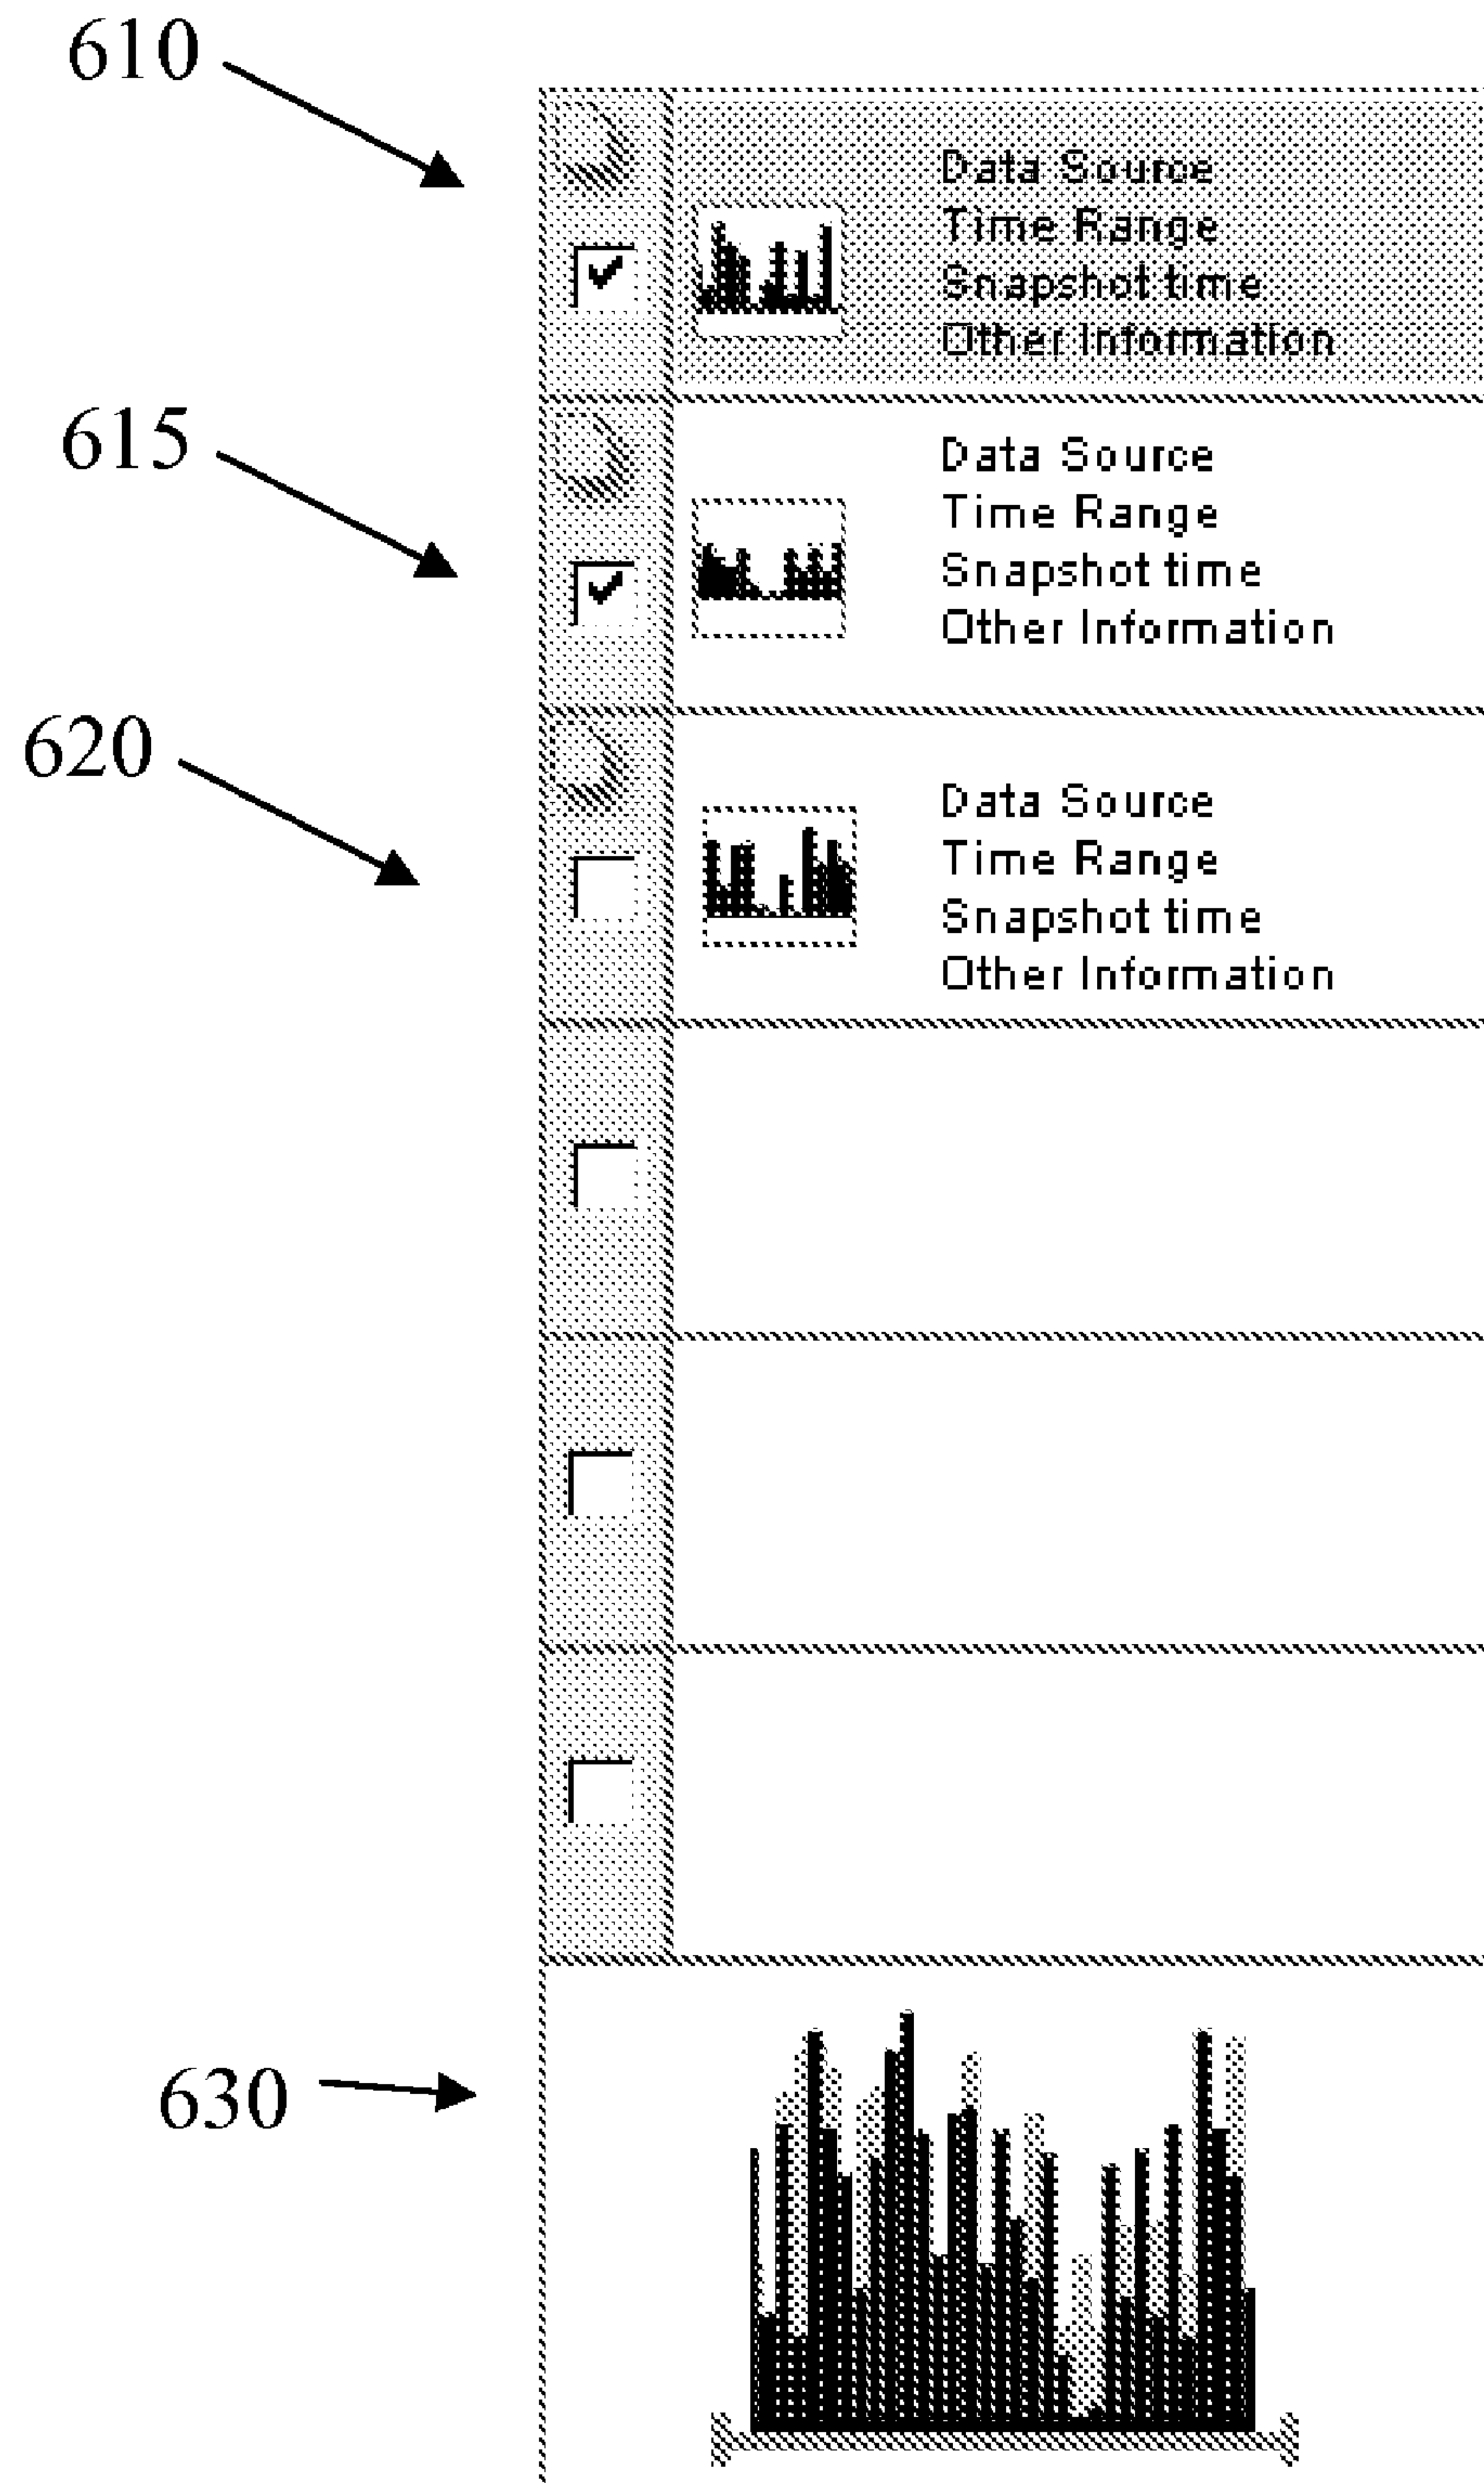 610
Data Source
Time Range
Snapshot time
Other Information
615
Data Source
Time Range
Snapshot time
Other Information
620
Data Source
Time Range
Snapshot time
Other Information
630